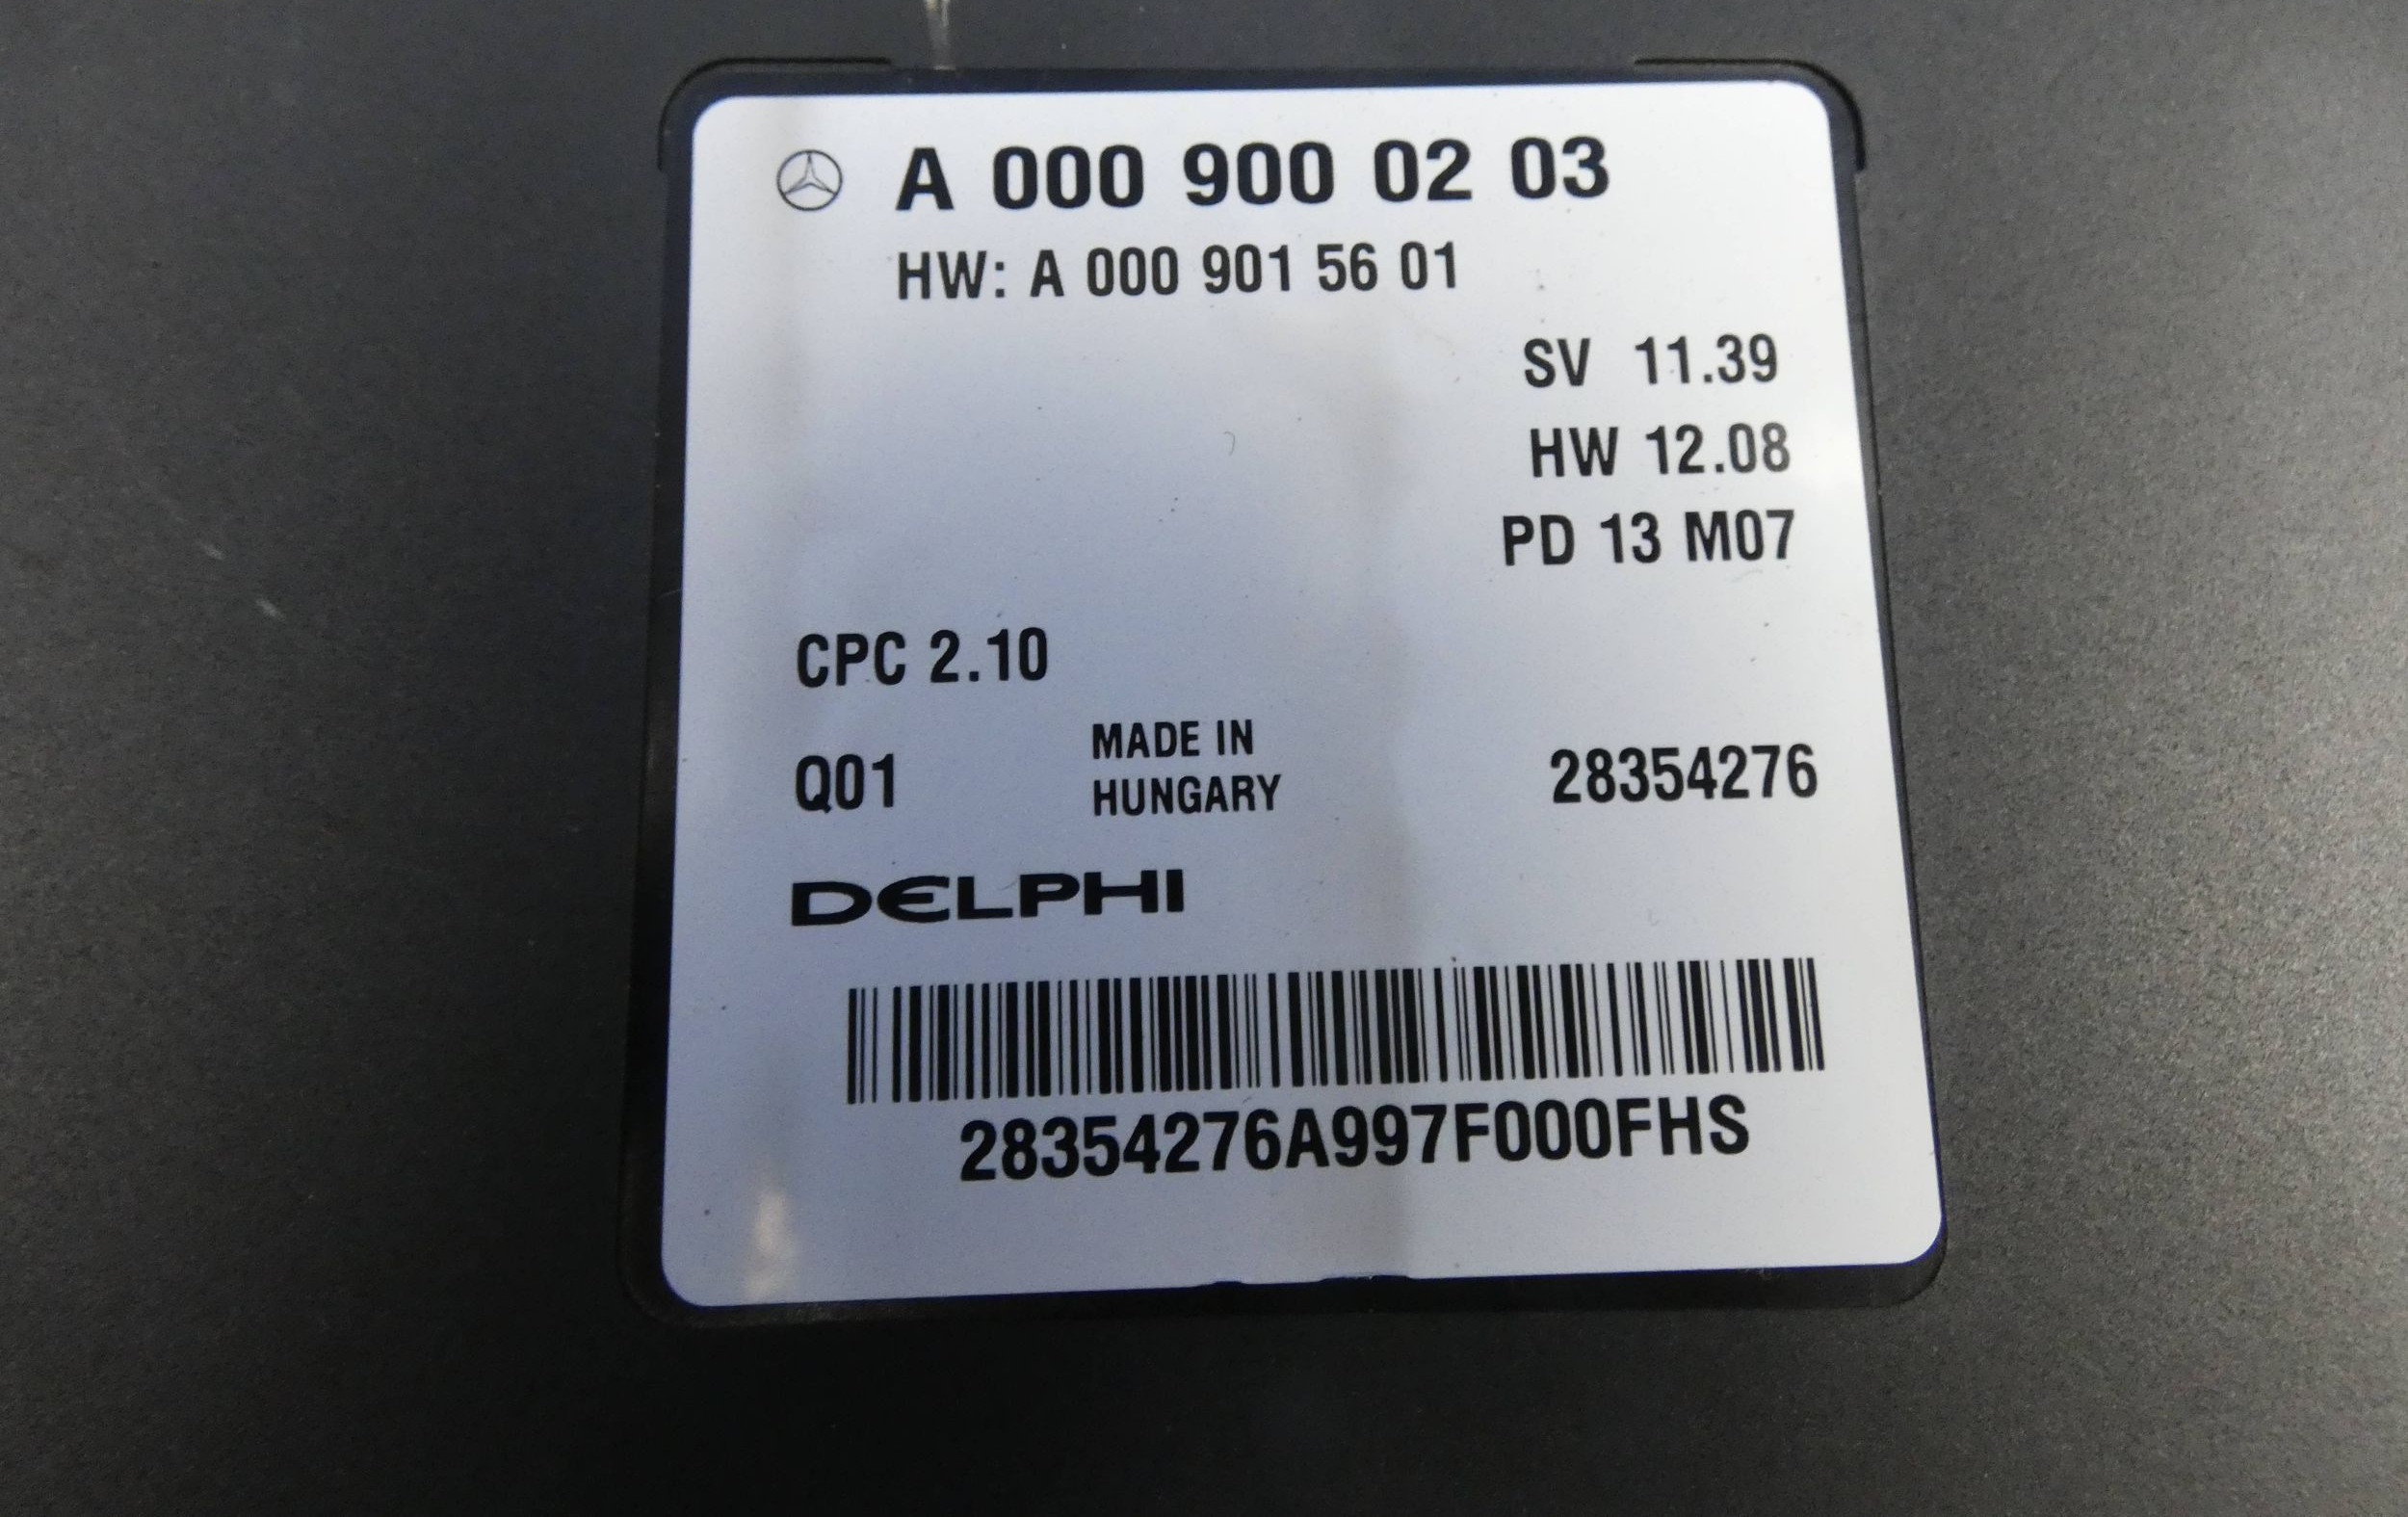 A 000 900 02 03
HW: A 000 901 56 01
SV 11.39
HW 12.08
PD 13 M07
CPC 2.10
MADE IN
Q01 HUNGARY 28354276
DELPHI
28354276A997F000FHS